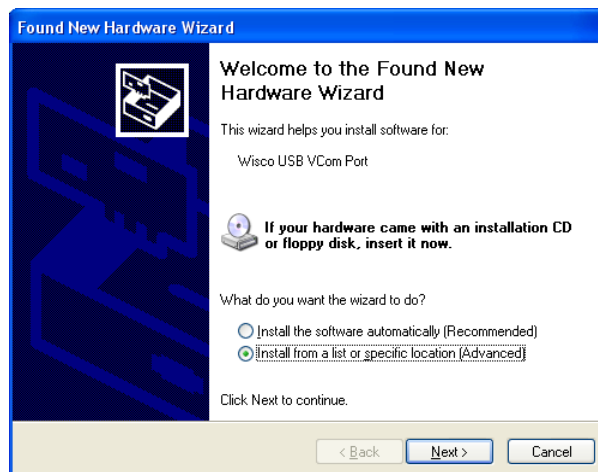 Found New Hardware Wizard
Welcome to the Found New
Hardware Wizard
This wizard helps you install software for:
Wisco USB VCom Port
If your hardware came with an installation CD
or floppy disk, insert it now.
What do you want the wizard to do?
Install the software automatically (Recommended)
Install from a list or specific location (Advanced)
Click Next to continue.
< Back Next > Cancel